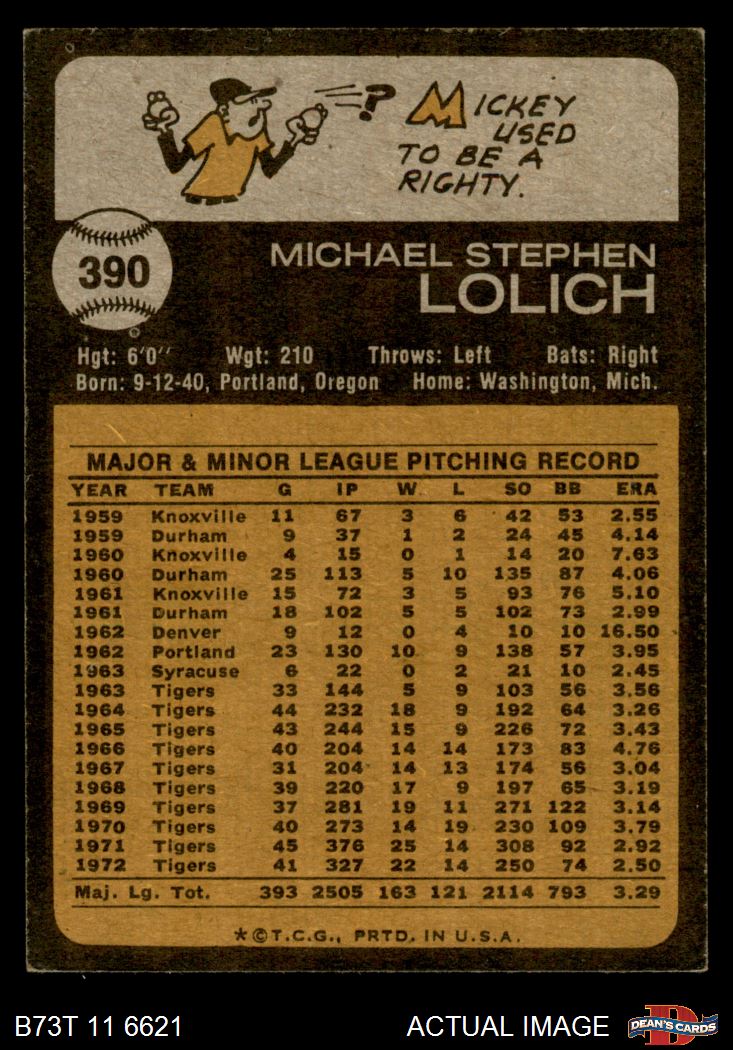 MICKEY
USED
TO BE A
RIGHTY.
390
MICHAEL STEPHEN
LOLICH
Hgt: 6'0" Wgt: 210 Throws: Left Bats: Right
Born: 9-12-40, Portland, Oregon Home: Washington, Mich.
MAJOR & MINOR LEAGUE PITCHING RECORD
YEAR TEAM G IP W L SO BB ERA
1959 Knoxville 11 67 3 6 42 53 2.55
1959 Durham 9 37 1 2 24 45 4.14
1960 Knoxville 4 15 0 1 14 20 7.63
1960 Durham 25 113 5 10 135 87 4.06
1961 Knoxville 15 72 3 5 93 76 5.10
1961 Durham 18 102 5 5 102 73 2.99
1962 Denver 9 12 0 4 10 10 16.50
1962 Portland 23 130 10 9 138 57 3.95
1963 Syracuse 6 22 0 2 21 10 2.45
1963 Tigers 33 144 5 9 103 56 3.56
1964 Tigers 44 232 18 9 192 64 3.26
1965 Tigers 43 244 15 9 226 72 3.43
1966 Tigers 40 204 14 14 173 83 4.76
1967 Tigers 31 204 14 13 174 56 3.04
1968 Tigers 39 220 17 9 197 65 3.19
1969 Tigers 37 281 19 11 271 122 3.14
1970 Tigers 40 273 14 19 230 109 3.79
1971 Tigers 45 376 25 14 308 92 2.92
1972 Tigers 41 327 22 14 250 74 2.50
Maj. Lg. Tot. 393 2505 163 121 2114 793 3.29
*©T.C.G., PRTD. IN U.S.A.
B73T 11 6621 ACTUAL IMAGE DEAN'S CARDS